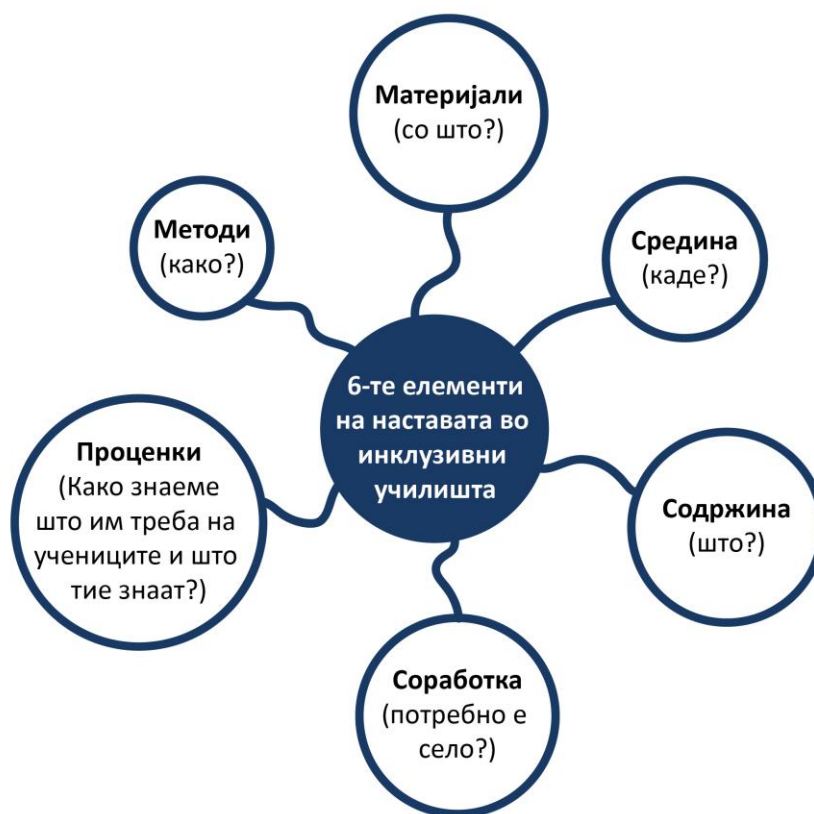 Материјали
(со што?)
Методи
(како?)
Средина
(каде?)
6-те елементи
на наставата во
инклузивни
училишта
Проценки
(Како знаеме
што им треба на
учениците и што
тие знаат?)
Содржина
(што?)
Соработка
(потребно е
село?)